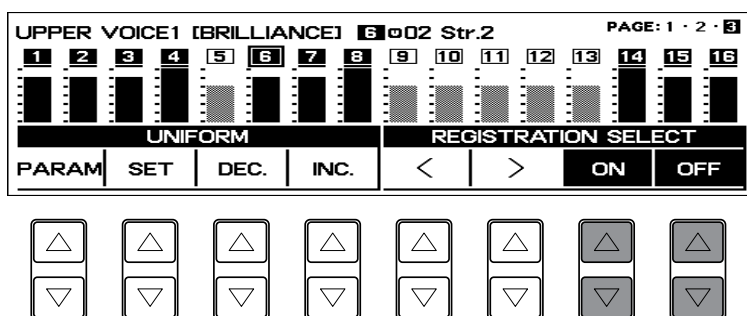 UPPER VOICE1 [BRILLIANCE] 6 02 Str.2 PAGE: 1 · 2 · 3
1 2 3 4 5 6 7 8 9 10 11 12 13 14 15 16
UNIFORM REGISTRATION SELECT
PARAM SET DEC. INC. < > ON OFF